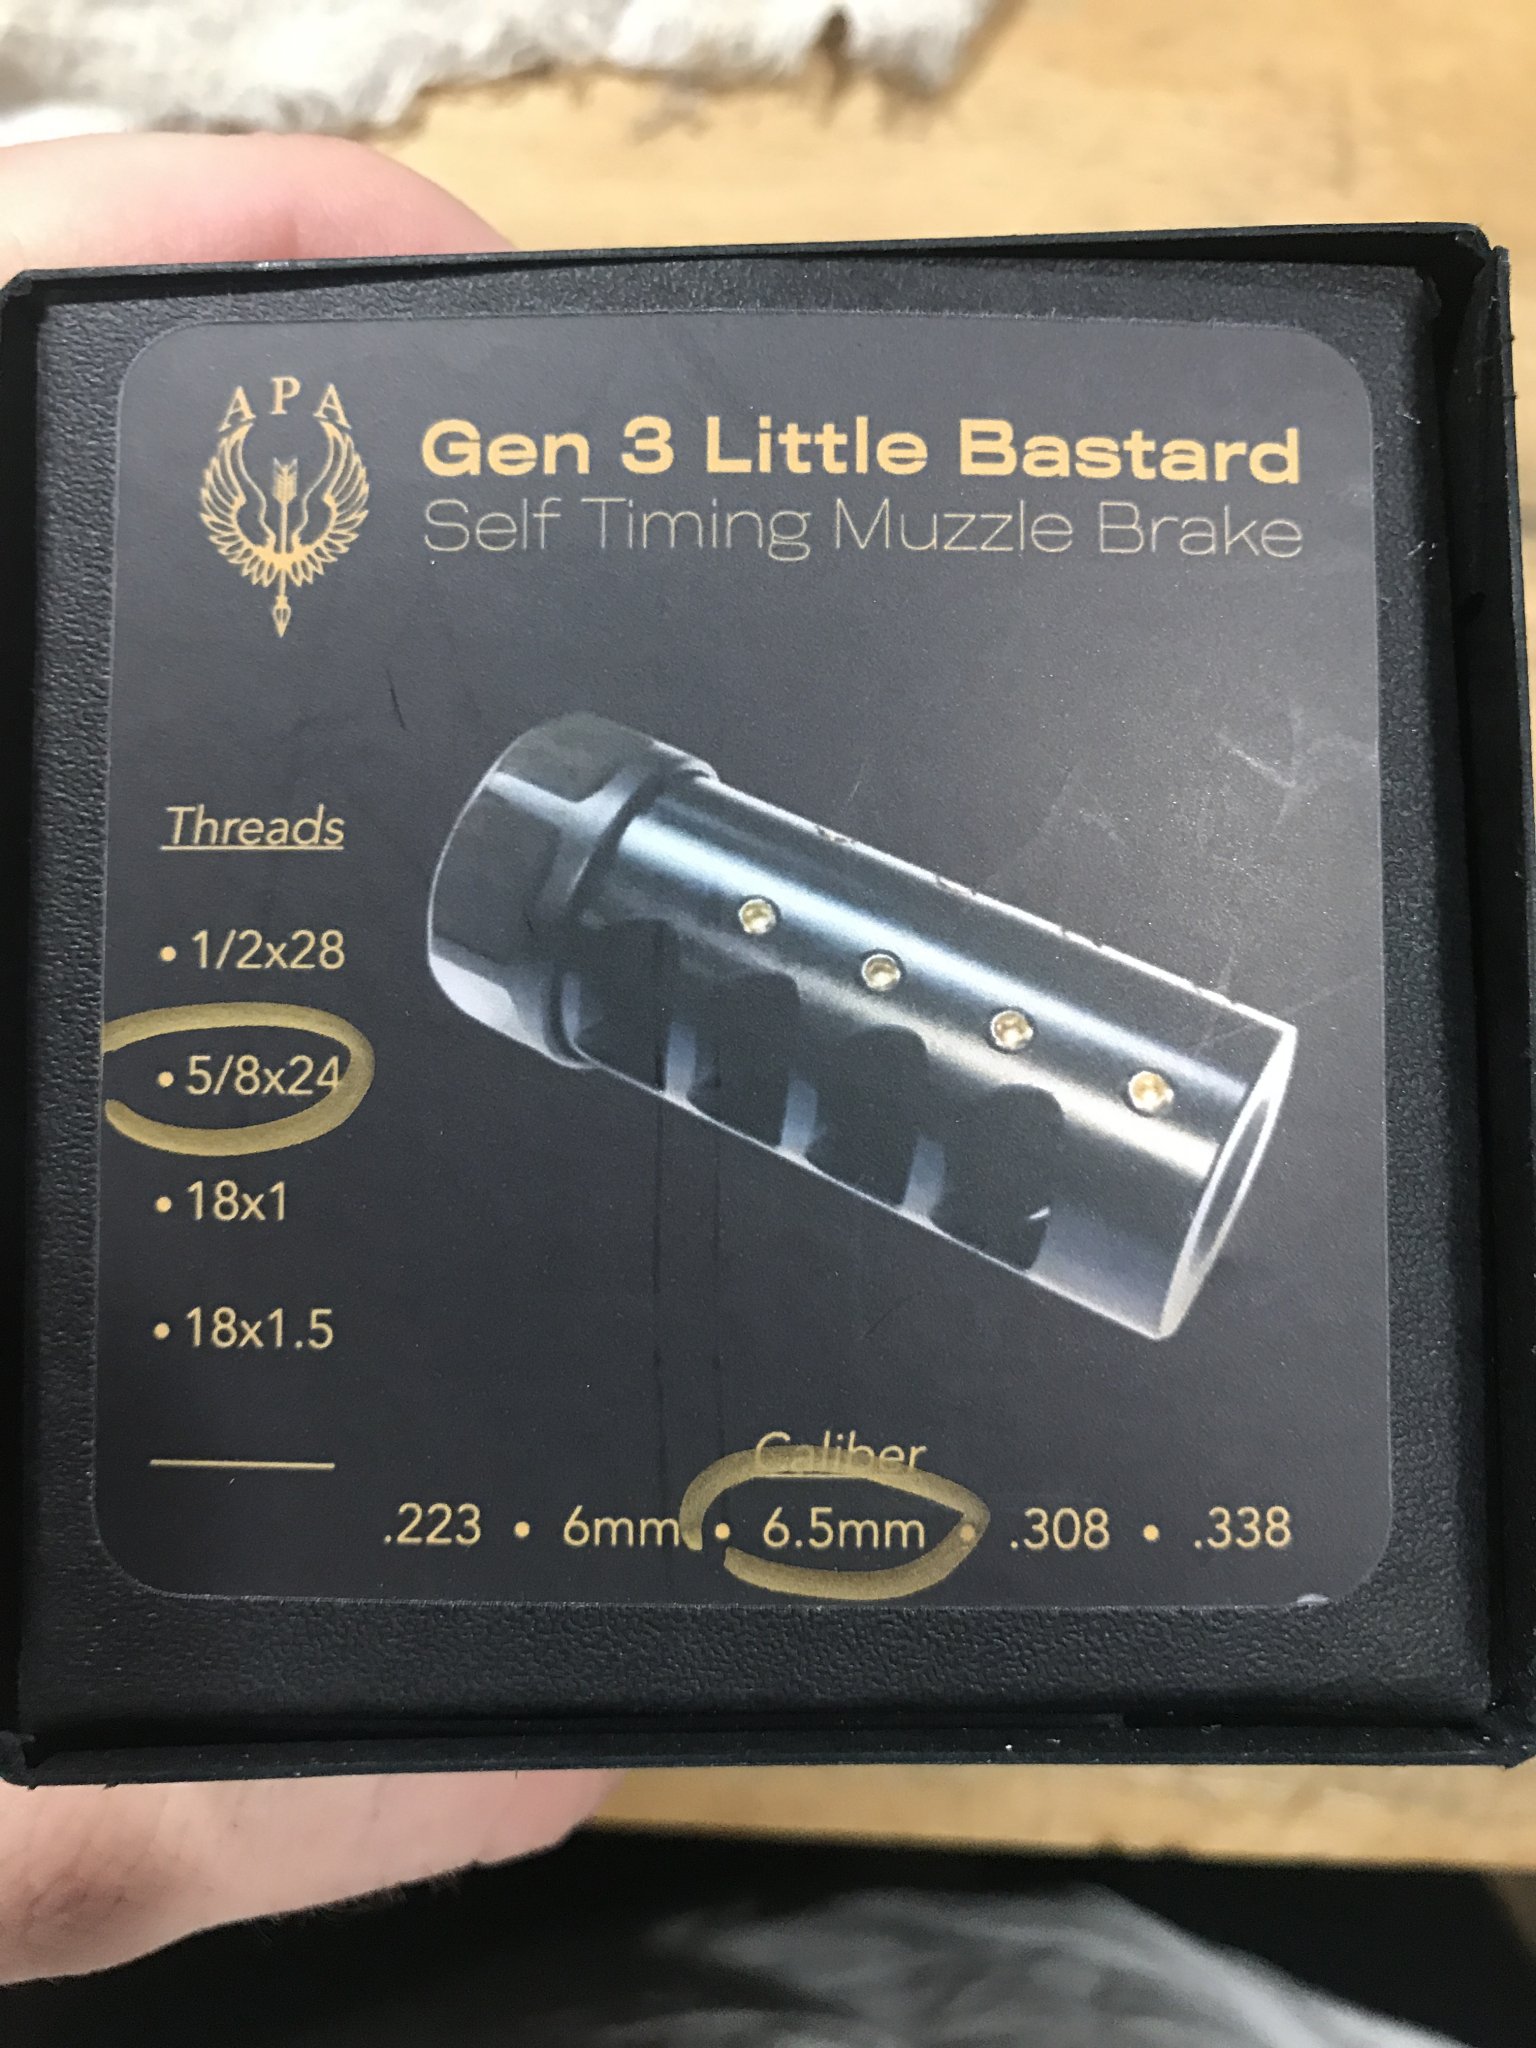 APA
Gen 3 Little Bastard
Self Timing Muzzle Brake
Threads
• 1/2x28
• 5/8x24
• 18x1
• 18x1.5
Caliber
.223 • 6mm • 6.5mm • .308 • .338